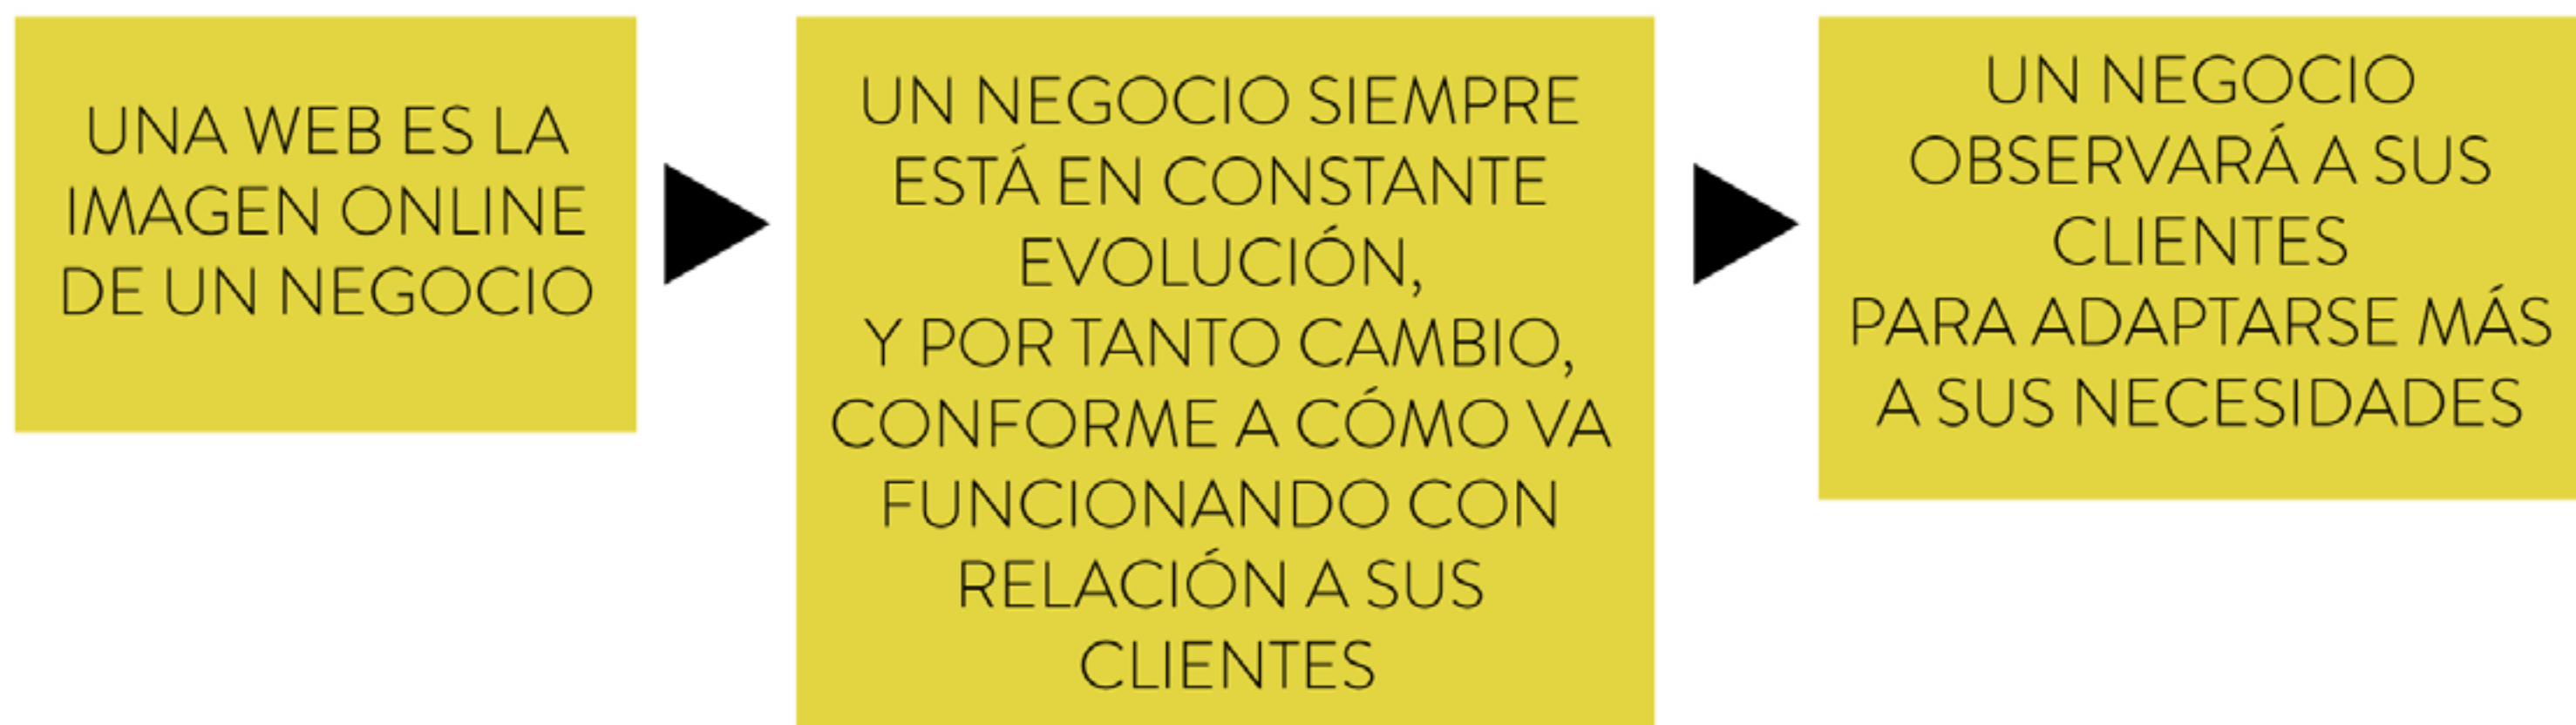 UNA WEB ES LA
IMAGEN ONLINE
DE UN NEGOCIO
UN NEGOCIO SIEMPRE
ESTÁ EN CONSTANTE
EVOLUCIÓN,
Y POR TANTO CAMBIO,
CONFORME A CÓMO VA
FUNCIONANDO CON
RELACIÓN A SUS
CLIENTES
UN NEGOCIO
OBSERVARÁ A SUS
CLIENTES
PARA ADAPTARSE MÁS
A SUS NECESIDADES